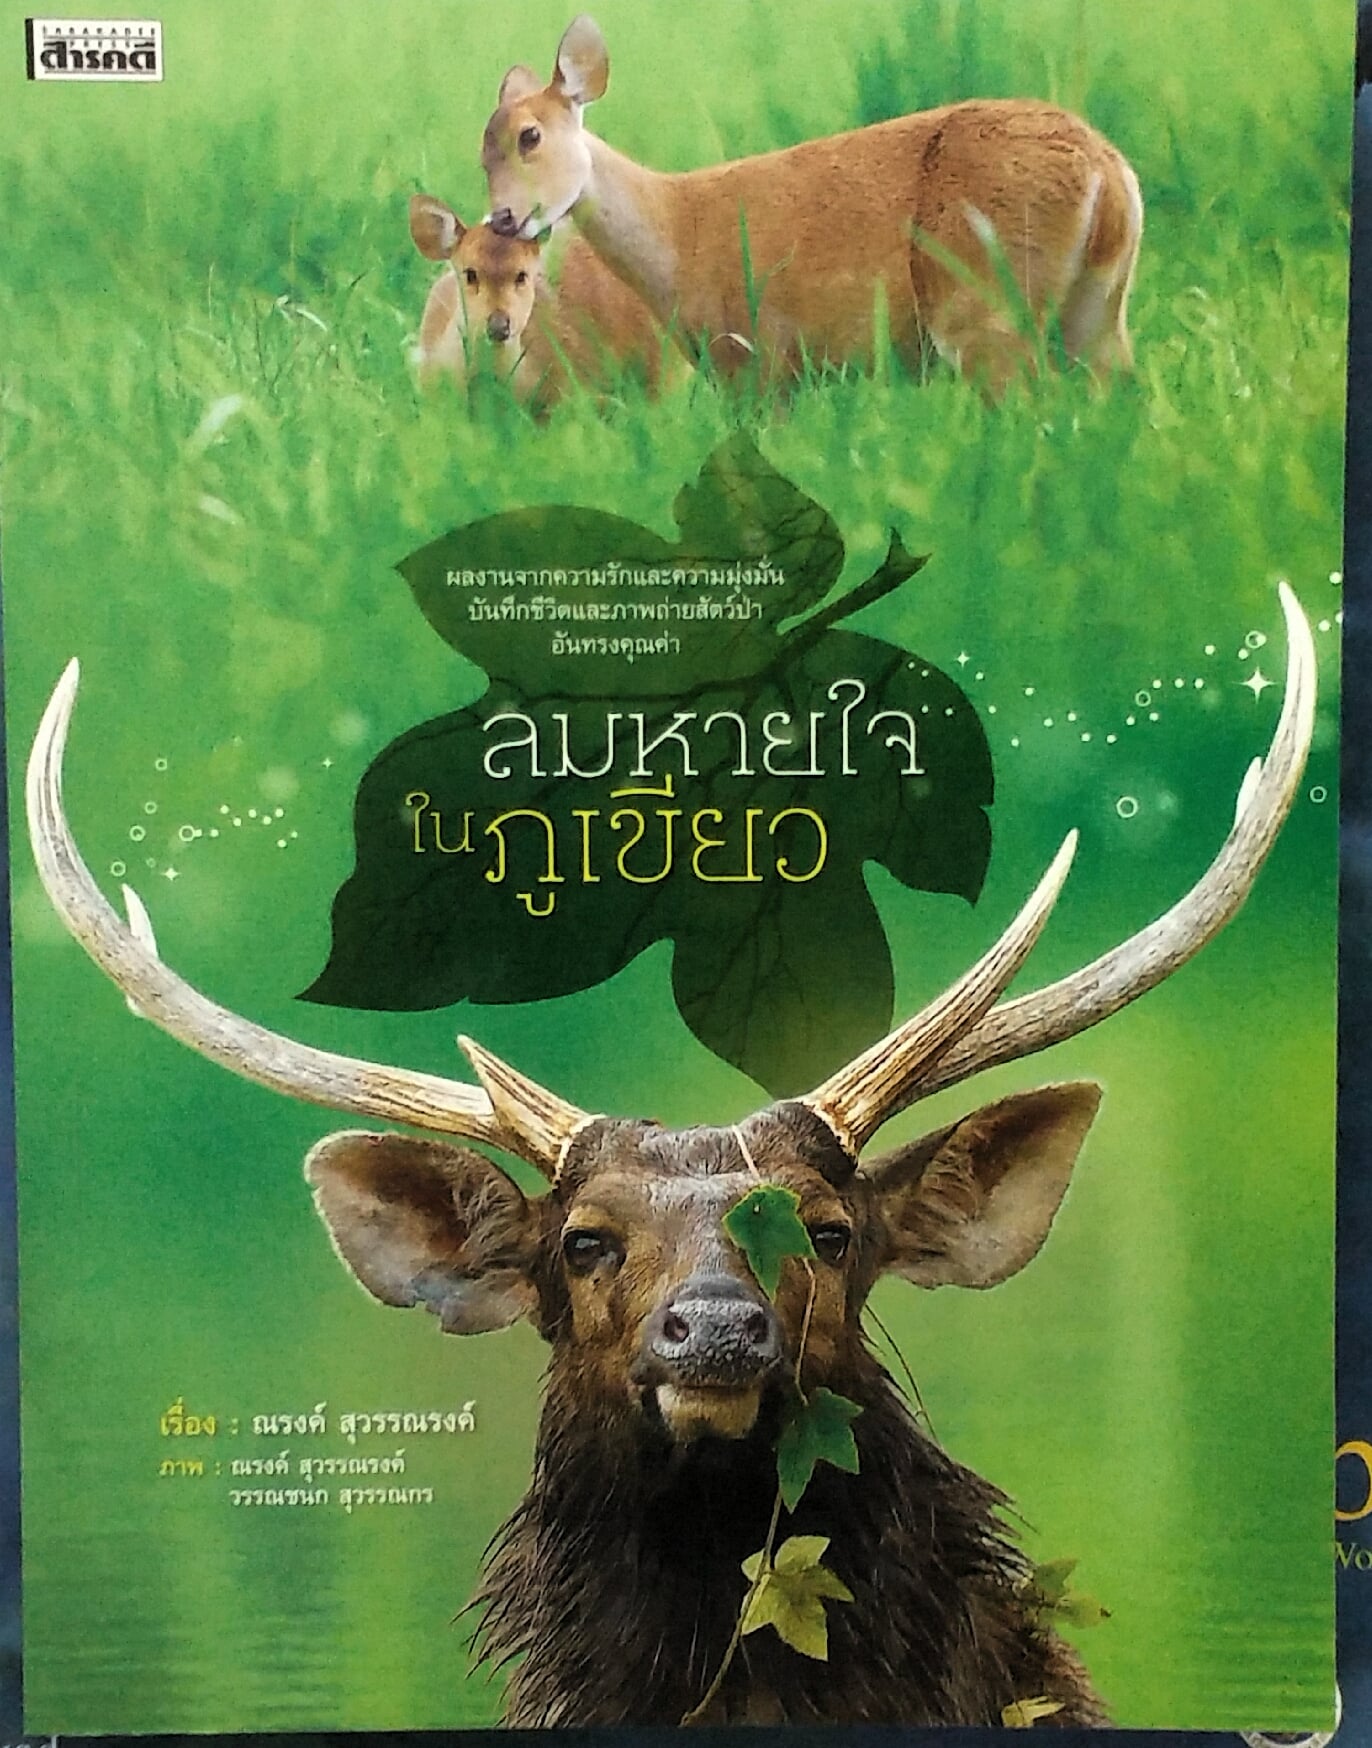 SARAKADEE
PRESS
สารคดี
ผลงานจากความรักและความมุ่งมั่น
บันทึกชีวิตและภาพถ่ายสัตว์ป่า
อันทรงคุณค่า
ลมหายใจ
ในภูเขียว
เรื่อง : ณรงค์ สุวรรณรงค์
ภาพ : ณรงค์ สุวรรณรงค์
วรรณชนก สุวรรณกร